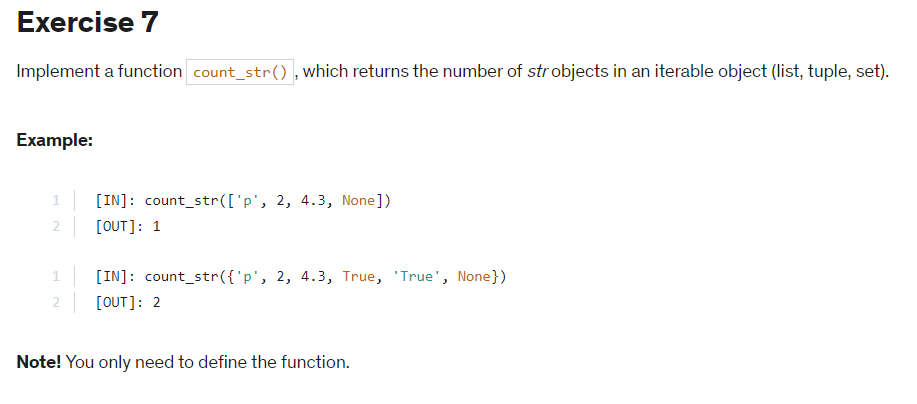 Exercise 7
Implement a function count_str(), which returns the number of str objects in an iterable object (list, tuple, set).
Example:
1 [IN]: count_str(['p', 2, 4.3, None])
2 [OUT]: 1
1 [IN]: count_str({'p', 2, 4.3, True, 'True', None})
2 [OUT]: 2
Note! You only need to define the function.